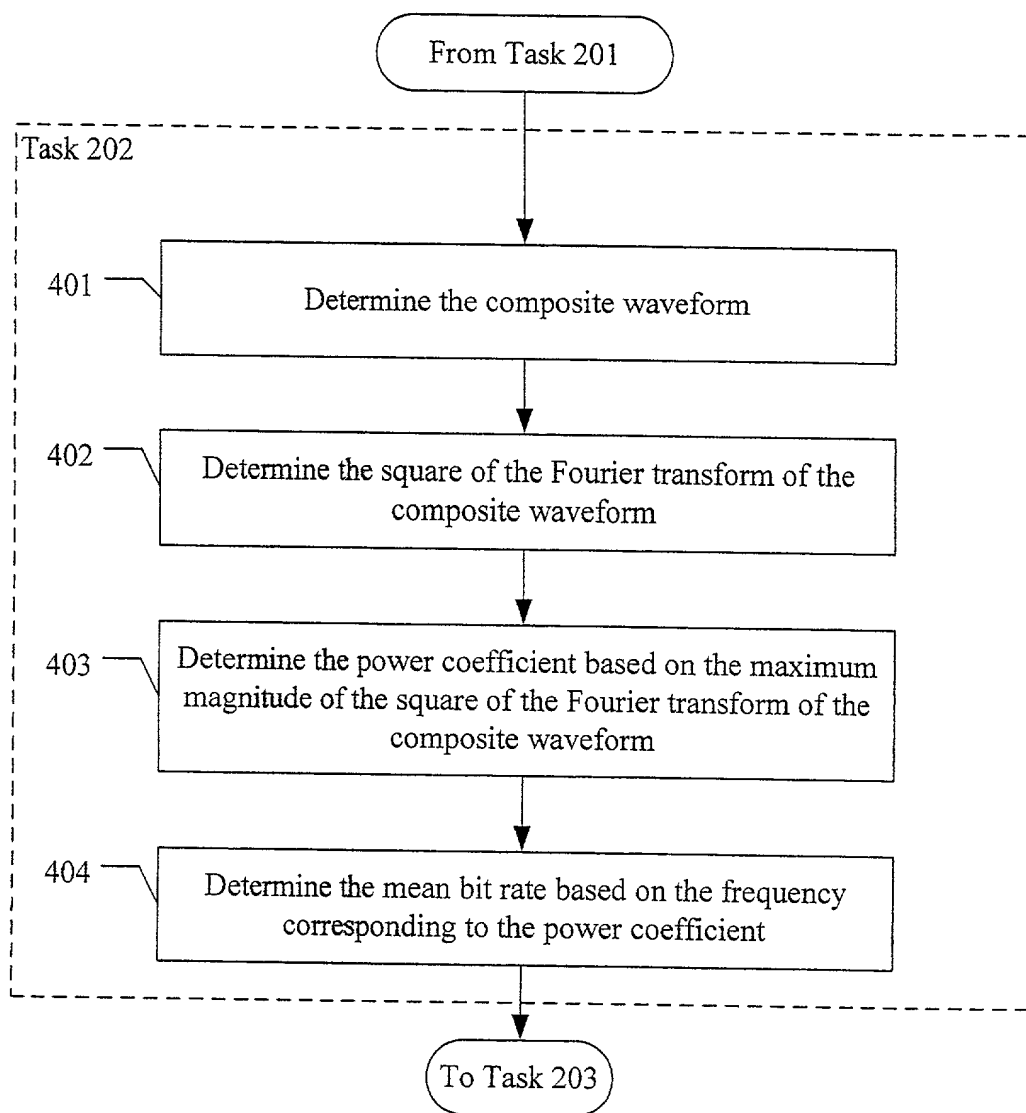 From Task 201
Task 202
401
Determine the composite waveform
402
Determine the square of the Fourier transform of the
composite waveform
403
Determine the power coefficient based on the maximum
magnitude of the square of the Fourier transform of the
composite waveform
404
Determine the mean bit rate based on the frequency
corresponding to the power coefficient
To Task 203